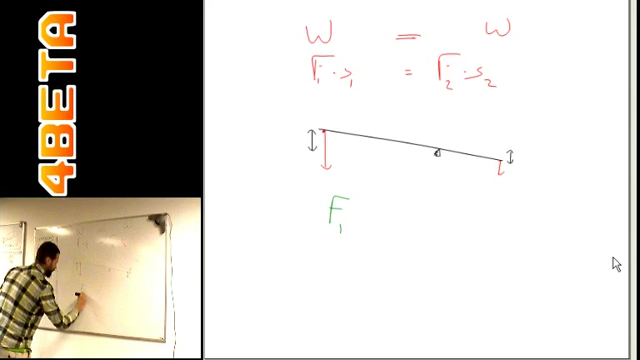 4BETA
W = W
F₁·s₁ = F₂·s₂
F₁